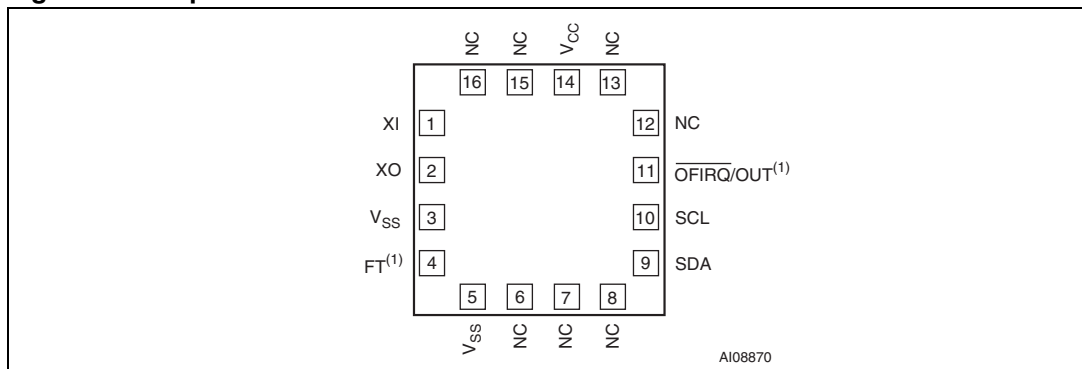 NC NC VCC NC
16 15 14 13
XI 1 12 NC
XO 2 11 OFIRQ/OUT(1)
VSS 3 10 SCL
FT(1) 4 9 SDA
5 6 7 8
VSS NC NC NC
AI08870